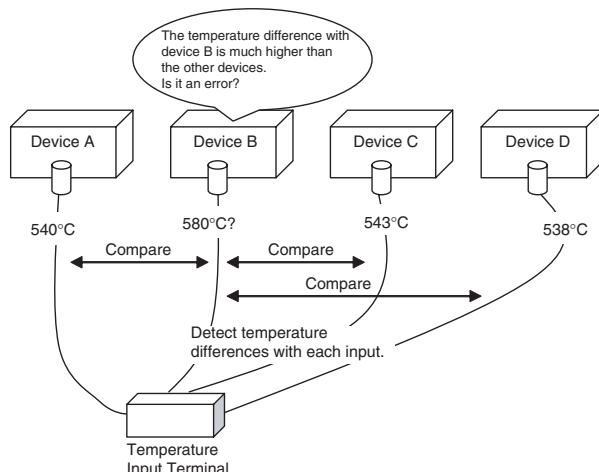 The temperature difference with
device B is much higher than
the other devices.
Is it an error?
Device A
Device B
Device C
Device D
540°C
580°C?
543°C
538°C
Compare
Compare
Compare
Detect temperature
differences with each input.
Temperature
Input Terminal